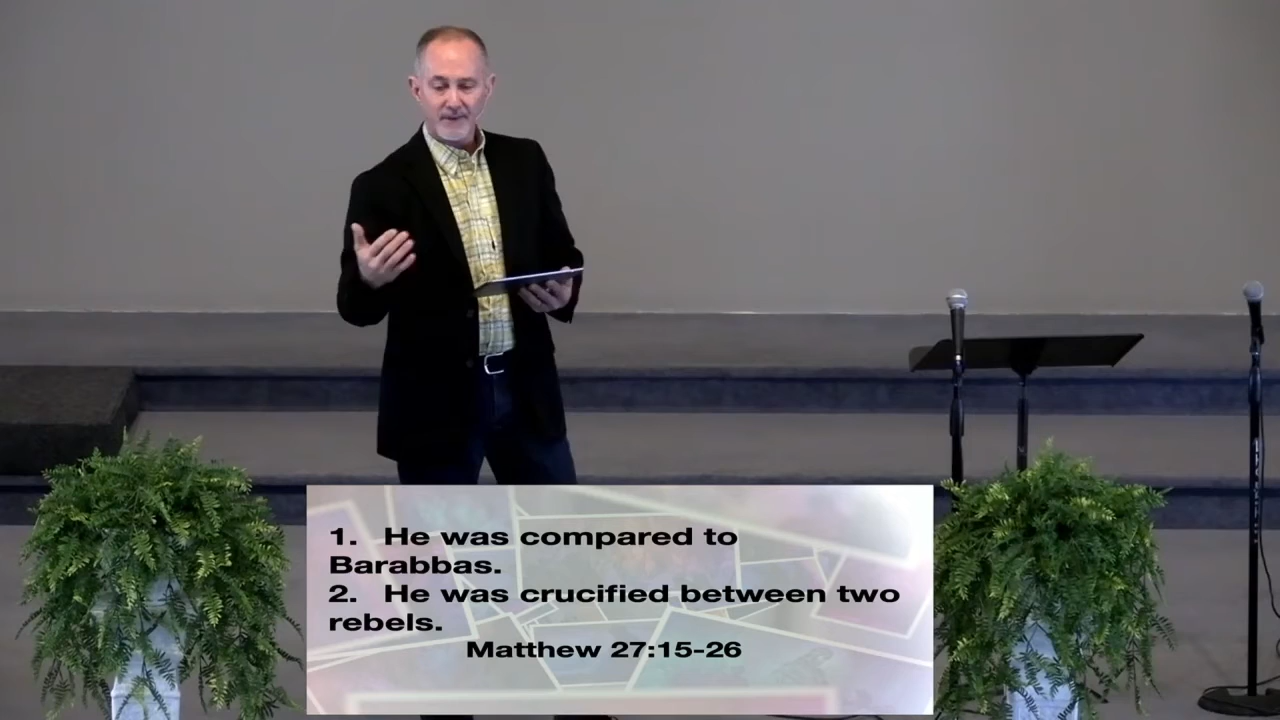 1. He was compared to
Barabbas.
2. He was crucified between two
rebels.
Matthew 27:15-26